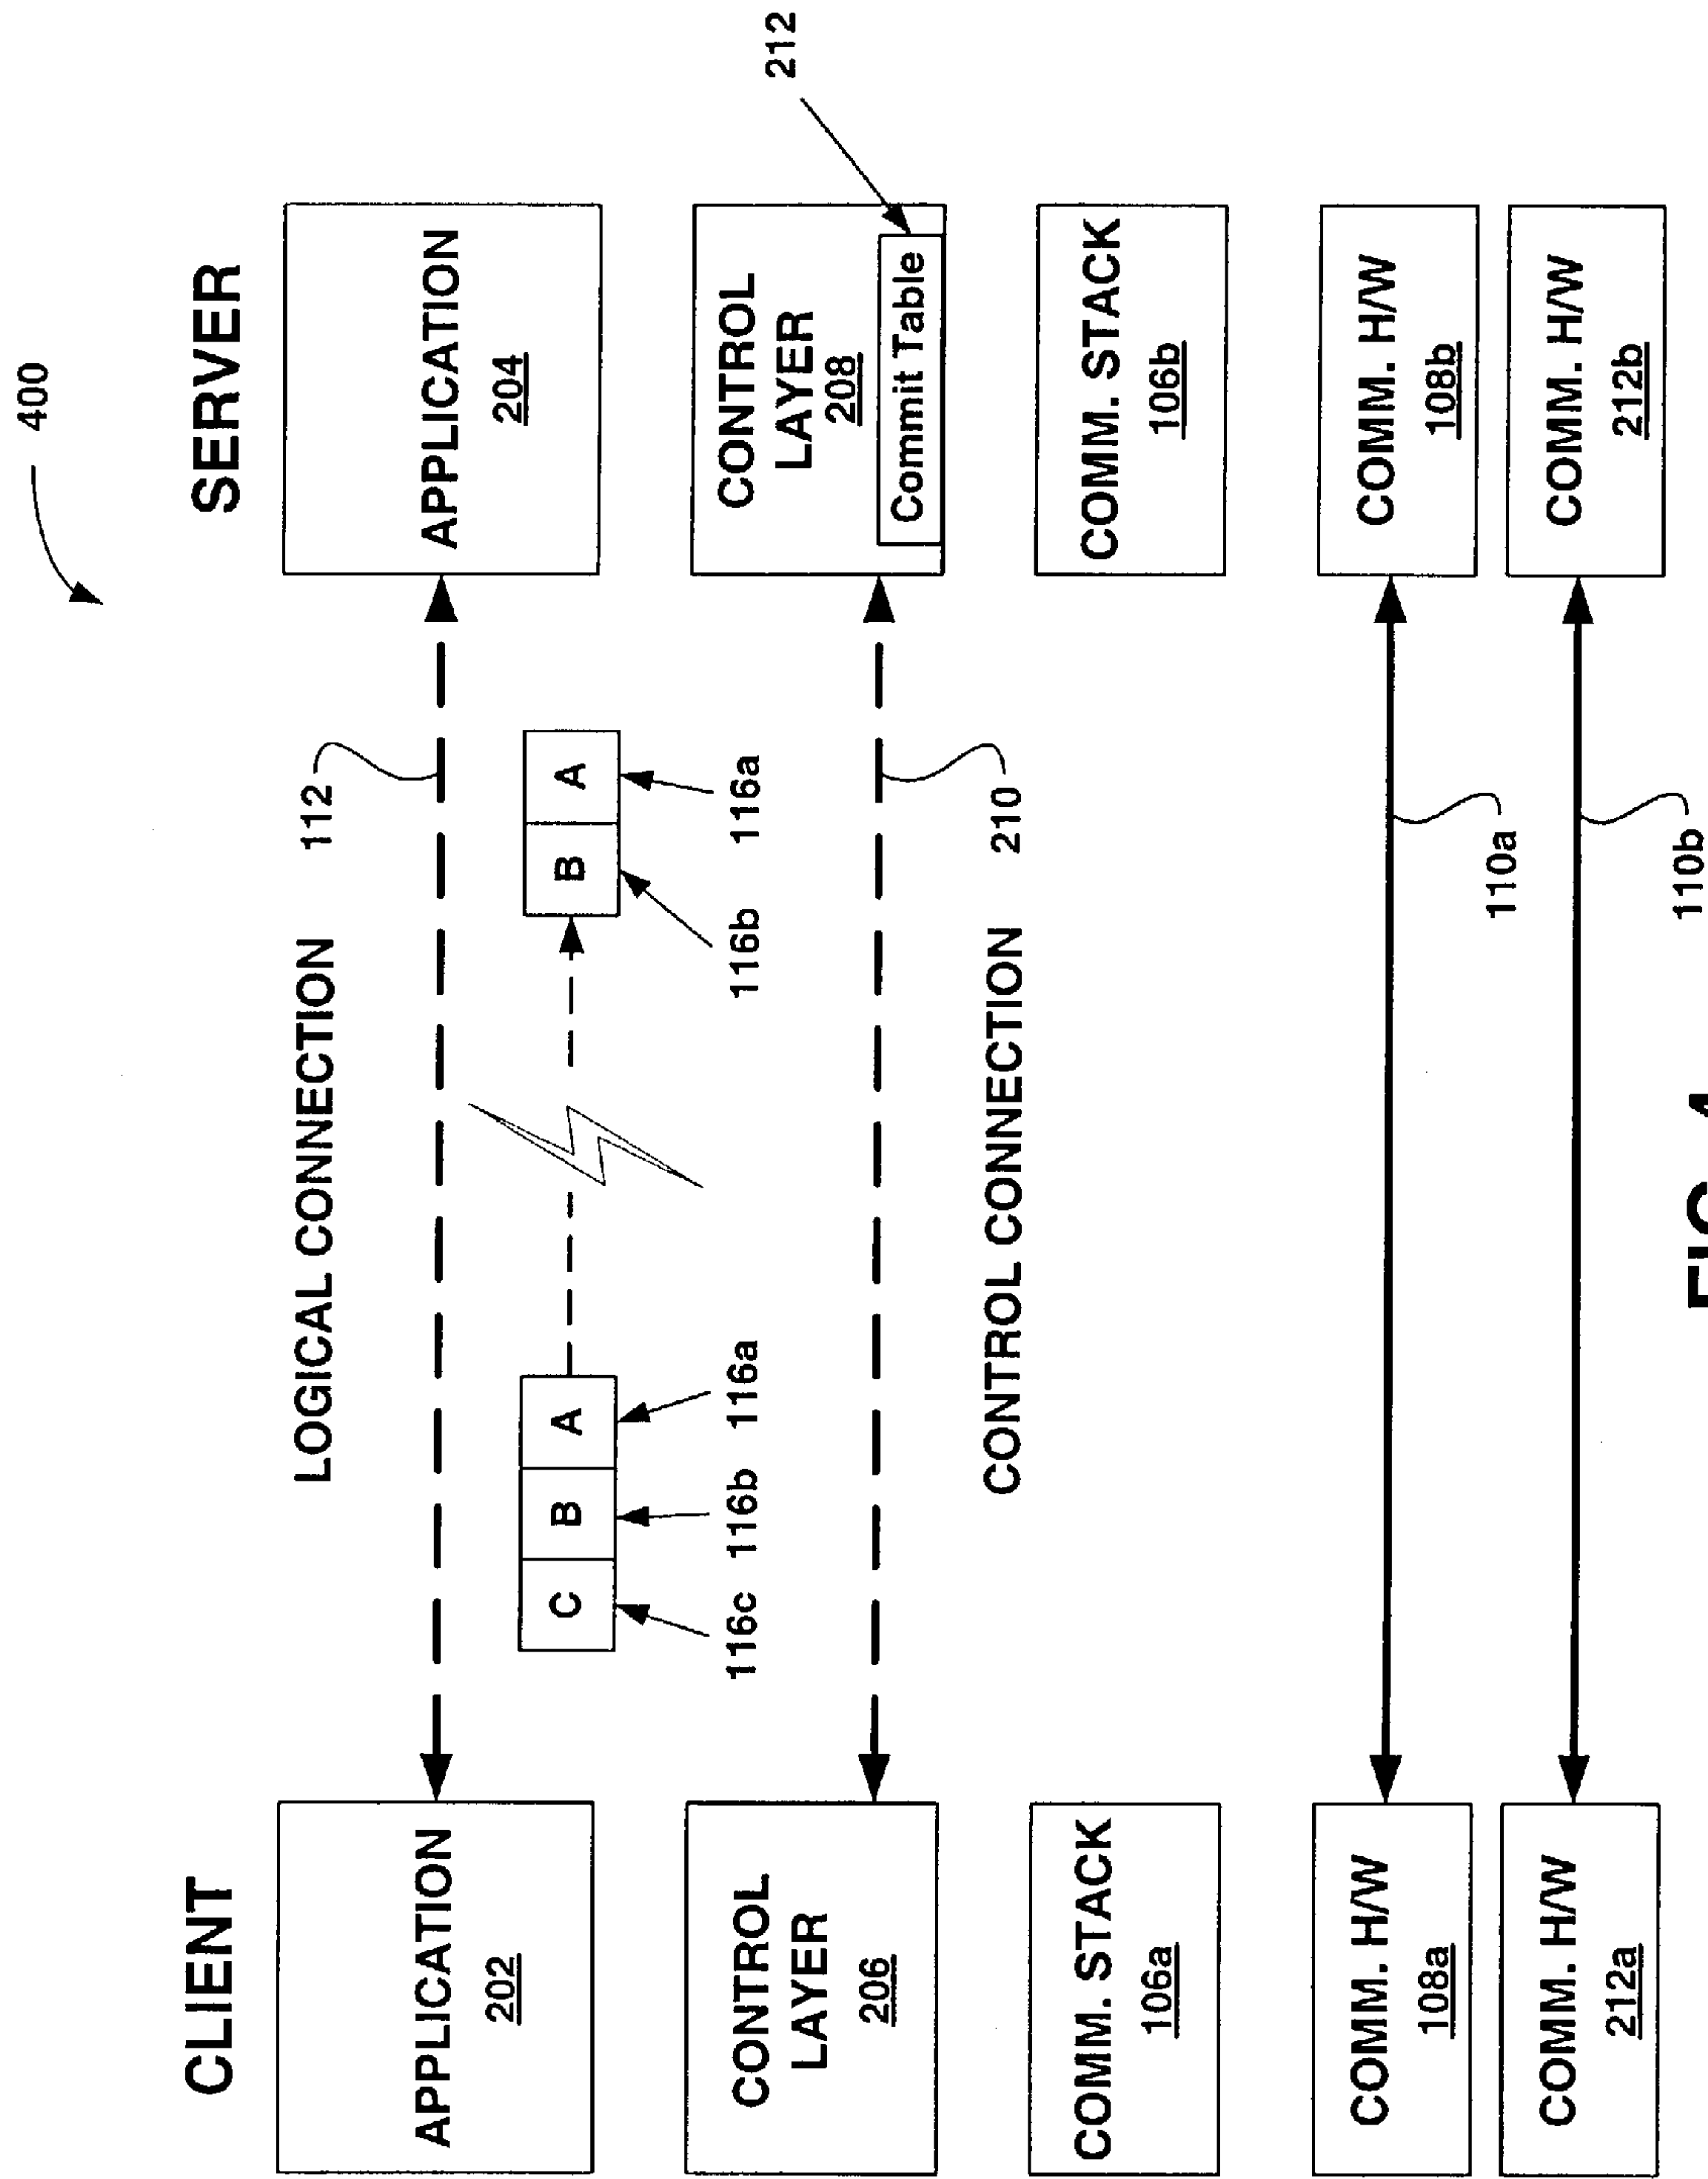 400
CLIENT
SERVER
LOGICAL CONNECTION
112
APPLICATION
202
APPLICATION
204
C
B
A
B
A
116c
116b
116a
116b
116a
212
CONTROL
LAYER
206
CONTROL
LAYER
208
Commit Table
CONTROL CONNECTION
210
COMM. STACK
106a
COMM. STACK
106b
COMM. H/W
108a
COMM. H/W
108b
110a
COMM. H/W
212a
COMM. H/W
212b
110b